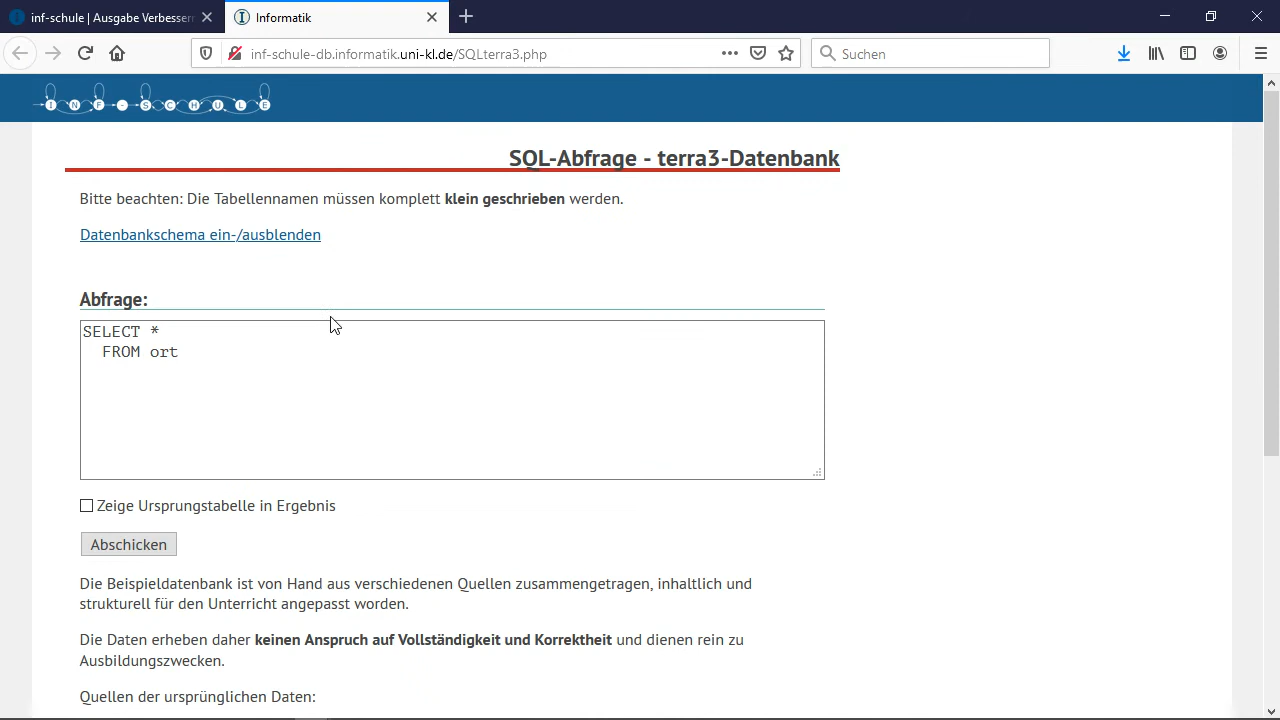 inf-schule | Ausgabe Verbessern
Informatik
inf-schule-db.informatik.uni-kl.de/SQLterra3.php
Suchen
I N F - S C H U L E
SQL-Abfrage - terra3-Datenbank
Bitte beachten: Die Tabellennamen müssen komplett klein geschrieben werden.
Datenbankschema ein-/ausblenden
Abfrage:
SELECT *
FROM ort
Zeige Ursprungstabelle in Ergebnis
Abschicken
Die Beispieldatenbank ist von Hand aus verschiedenen Quellen zusammengetragen, inhaltlich und
strukturell für den Unterricht angepasst worden.
Die Daten erheben daher keinen Anspruch auf Vollständigkeit und Korrektheit und dienen rein zu
Ausbildungszwecken.
Quellen der ursprünglichen Daten: